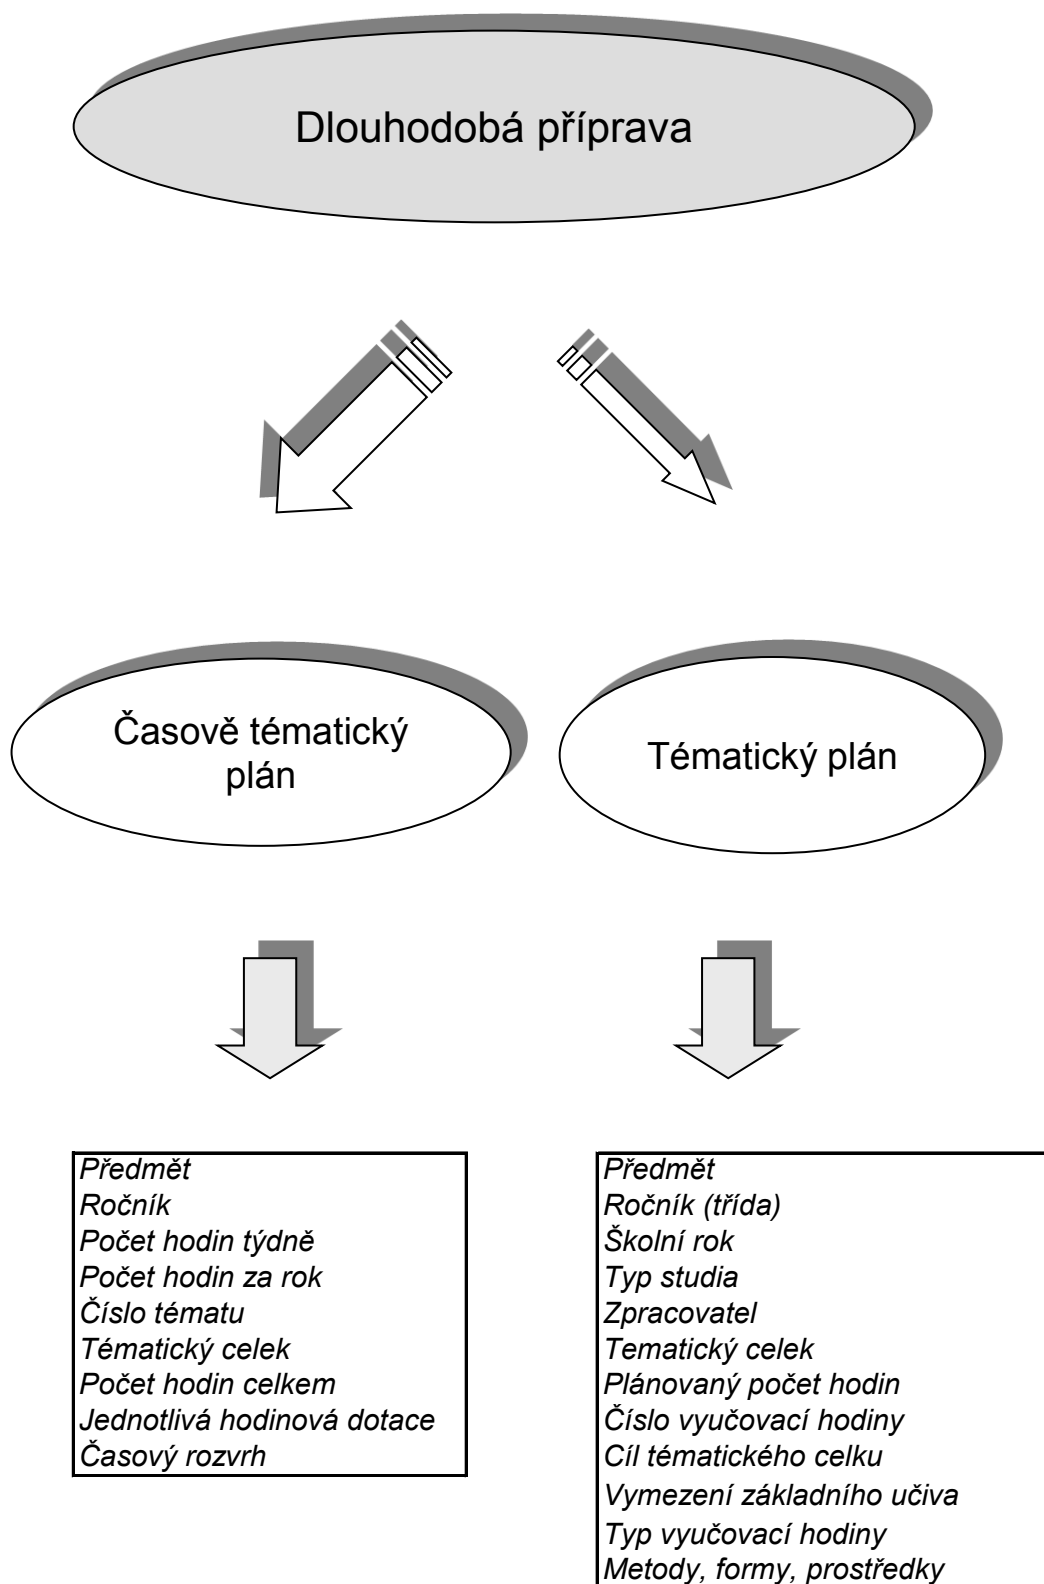 Dlouhodobá příprava
Časově tématický
plán
Tématický plán
Předmět
Ročník
Počet hodin týdně
Počet hodin za rok
Číslo tématu
Tématický celek
Počet hodin celkem
Jednotlivá hodinová dotace
Časový rozvrh
Předmět
Ročník (třída)
Školní rok
Typ studia
Zpracovatel
Tematický celek
Plánovaný počet hodin
Číslo vyučovací hodiny
Cíl tématického celku
Vymezení základního učiva
Typ vyučovací hodiny
Metody, formy, prostředky